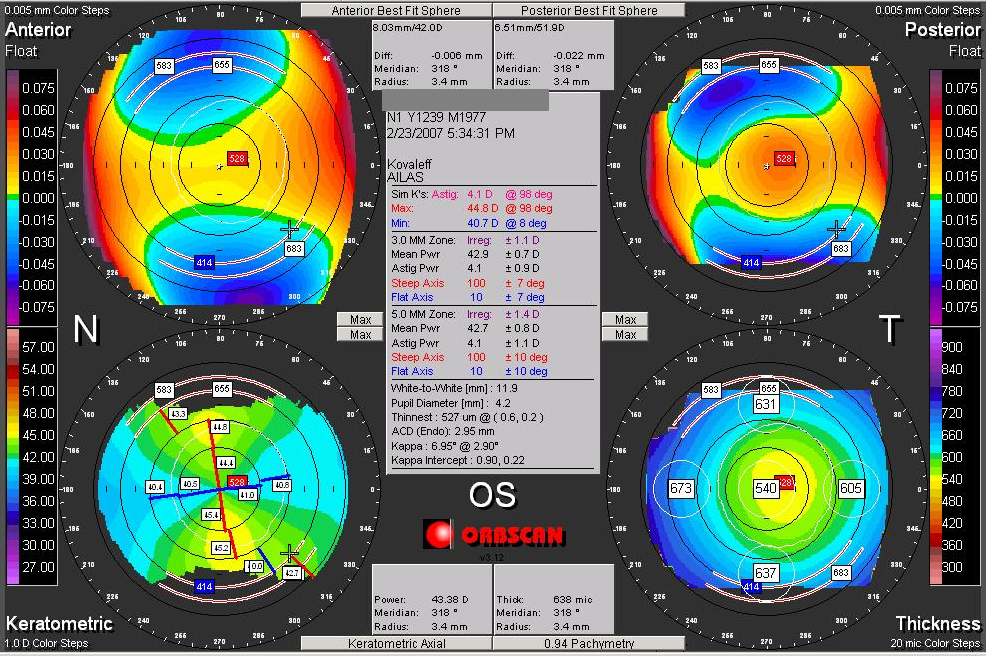 0.005 mm Color Steps
Anterior Best Fit Sphere
Posterior Best Fit Sphere
0.005 mm Color Steps
Anterior
Float
8.03mm/42.0D
Diff: -0.006 mm
Meridian: 318 °
Radius: 3.4 mm
6.51mm/51.9D
Diff: -0.022 mm
Meridian: 318 °
Radius: 3.4 mm
Posterior
Float
0.075
0.060
0.045
0.030
0.015
0.000
-0.015
-0.030
-0.045
-0.060
-0.075
583
655
528
683
414
N1 Y1239 M1977
2/23/2007 5:34:31 PM
Kovaleff
AILAS
Sim K's: Astig: 4.1 D @ 98 deg
Max: 44.8 D @ 98 deg
Min: 40.7 D @ 8 deg
3.0 MM Zone: Irreg: ± 1.1 D
Mean Pwr 42.9 ± 0.7 D
Astig Pwr 4.1 ± 0.9 D
Steep Axis 100 ± 7 deg
Flat Axis 10 ± 7 deg
5.0 MM Zone: Irreg: ± 1.4 D
Mean Pwr 42.7 ± 0.8 D
Astig Pwr 4.1 ± 1.1 D
Steep Axis 100 ± 10 deg
Flat Axis 10 ± 10 deg
White-to-White [mm] : 11.9
Pupil Diameter [mm] : 4.2
Thinnest : 527 um @ ( 0.6, 0.2 )
ACD (Endo): 2.95 mm
Kappa : 6.95° @ 2.90°
Kappa Intercept : 0.90, 0.22
583
655
528
683
414
0.075
0.060
0.045
0.030
0.015
0.000
-0.015
-0.030
-0.045
-0.060
-0.075
N
Max
Max
Max
Max
T
57.00
54.00
51.00
48.00
45.00
42.00
39.00
36.00
33.00
30.00
27.00
583
655
43.3
44.8
44.4
528
40.4
40.5
41.0
40.8
45.4
45.2
42.7
414
OS
ORBSCAN
v3.12
583
655
631
673
540
605
637
683
414
900
840
780
720
660
600
540
480
420
360
300
Power: 43.38 D
Meridian: 318 °
Radius: 3.4 mm
Thick: 638 mic
Meridian: 318 °
Radius: 3.4 mm
Keratometric
1.0 D Color Steps
Keratometric Axial
0.94 Pachymetry
Thickness
20 mic Color Steps